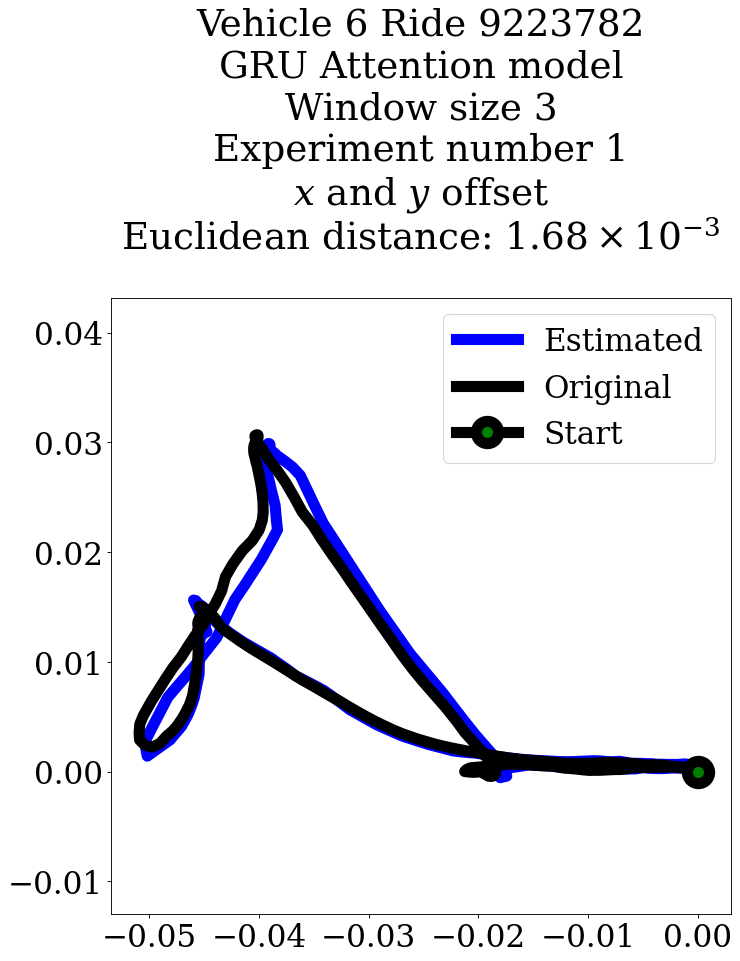 Vehicle 6 Ride 9223782
GRU Attention model
Window size 3
Experiment number 1
x and y offset
Euclidean distance: 1.68 × 10⁻³
Estimated
Original
Start
0.04
0.03
0.02
0.01
0.00
−0.01
−0.05 −0.04 −0.03 −0.02 −0.01 0.00